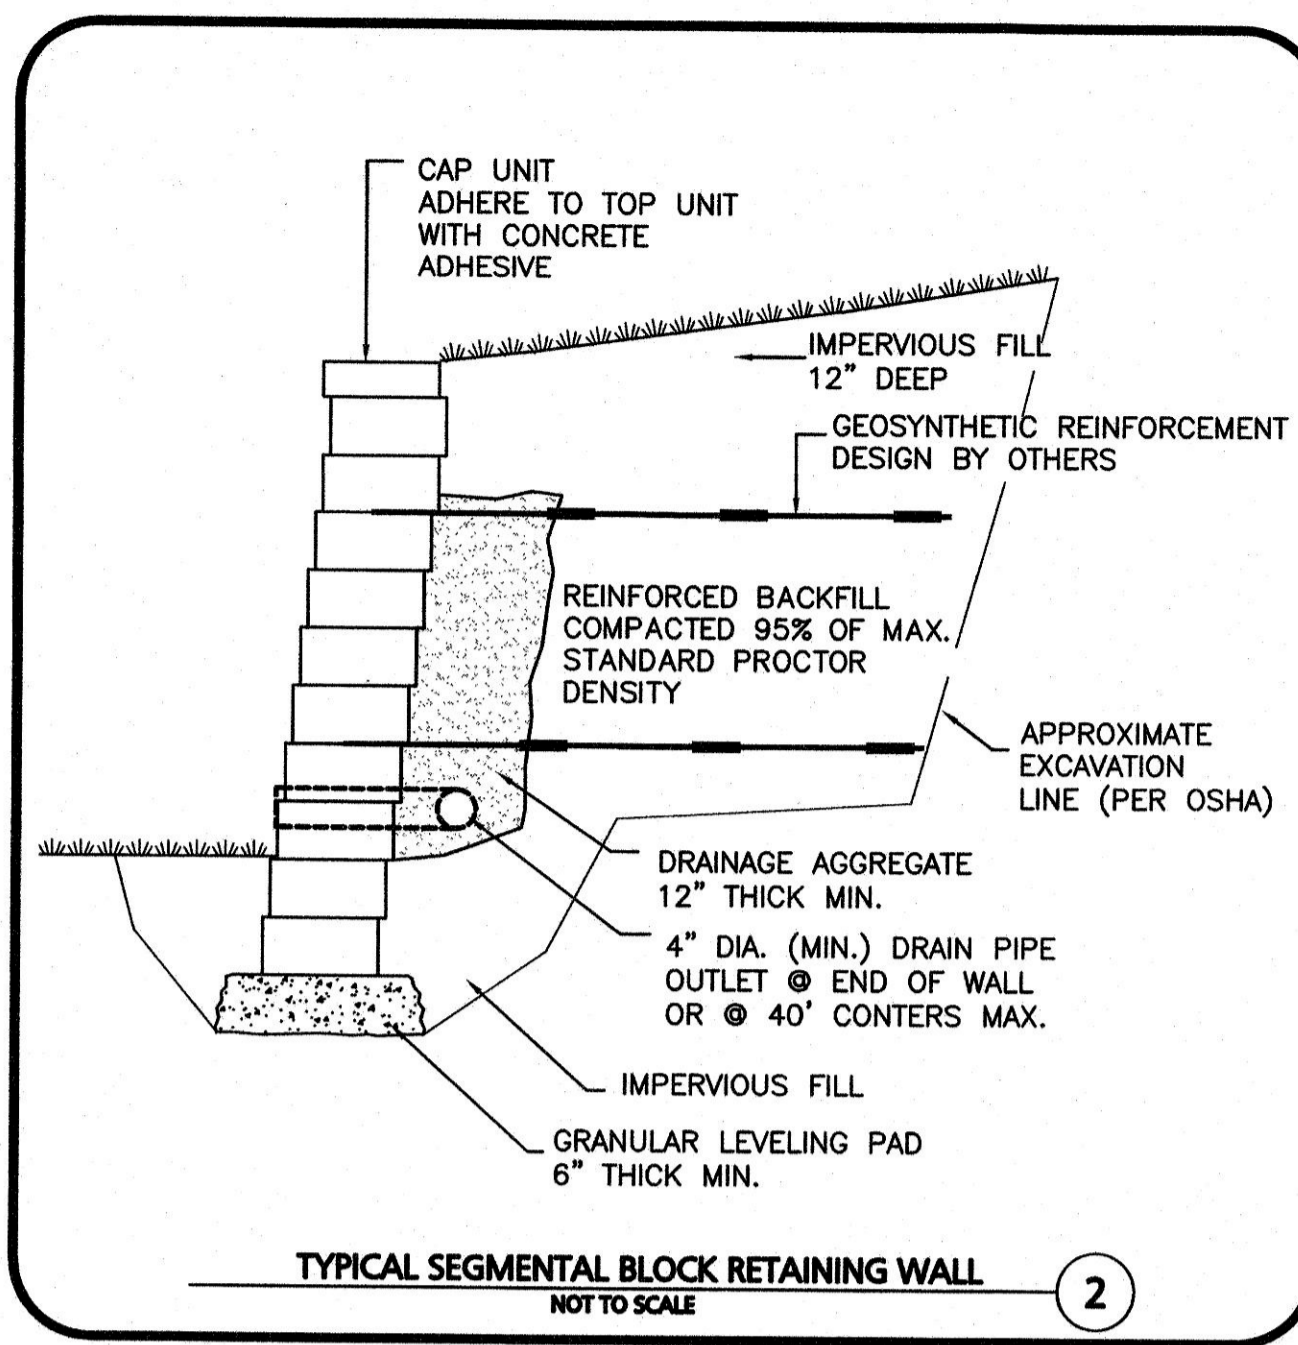 CAP UNIT
ADHERE TO TOP UNIT
WITH CONCRETE
ADHESIVE
IMPERVIOUS FILL
12” DEEP
GEOSYNTHETIC REINFORCEMENT
DESIGN BY OTHERS
REINFORCED BACKFILL
COMPACTED 95% OF MAX.
STANDARD PROCTOR
DENSITY
APPROXIMATE
EXCAVATION
LINE (PER OSHA)
DRAINAGE AGGREGATE
12” THICK MIN.
4” DIA. (MIN.) DRAIN PIPE
OUTLET @ END OF WALL
OR @ 40’ CONTERS MAX.
IMPERVIOUS FILL
GRANULAR LEVELING PAD
6” THICK MIN.
TYPICAL SEGMENTAL BLOCK RETAINING WALL
NOT TO SCALE
2